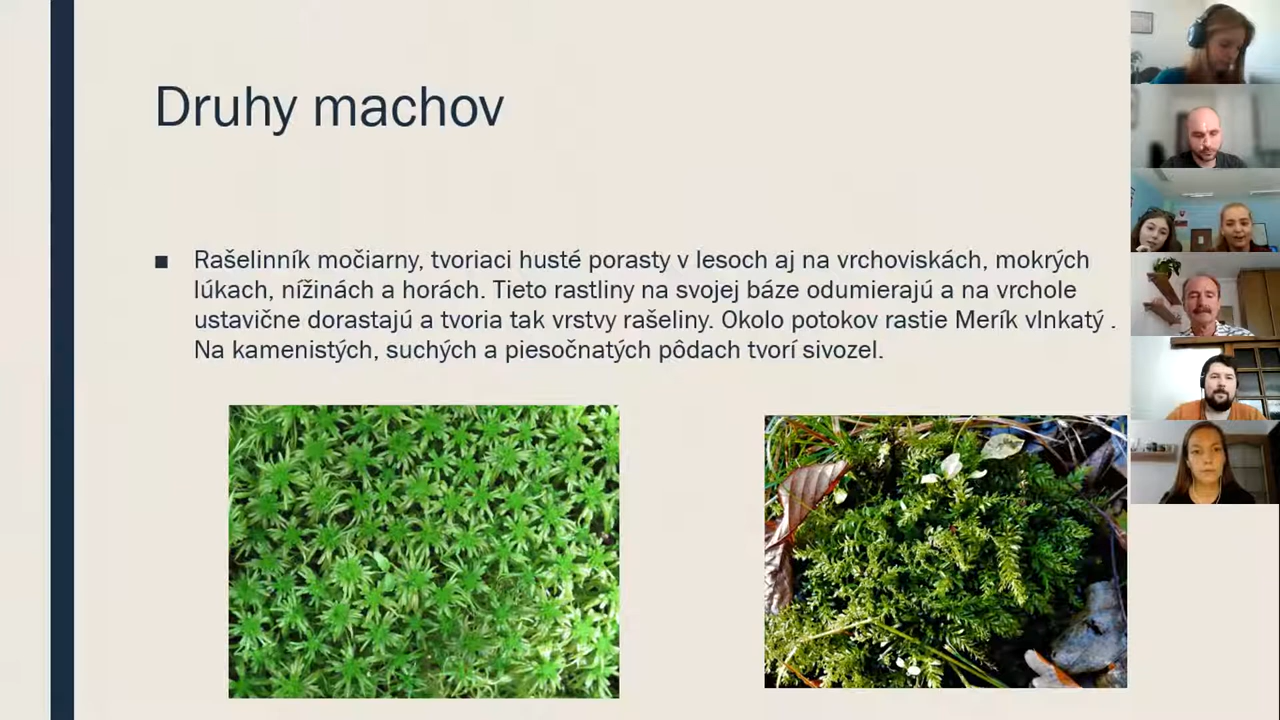 Druhy machov
▪ Rašelinník močiarny, tvoriaci husté porasty v lesoch aj na vrchoviskách, mokrých
lúkach, nížinách a horách. Tieto rastliny na svojej báze odumierajú a na vrchole
ustavične dorastajú a tvoria tak vrstvy rašeliny. Okolo potokov rastie Merík vlnkatý .
Na kamenistých, suchých a piesočnatých pôdach tvorí sivozel.